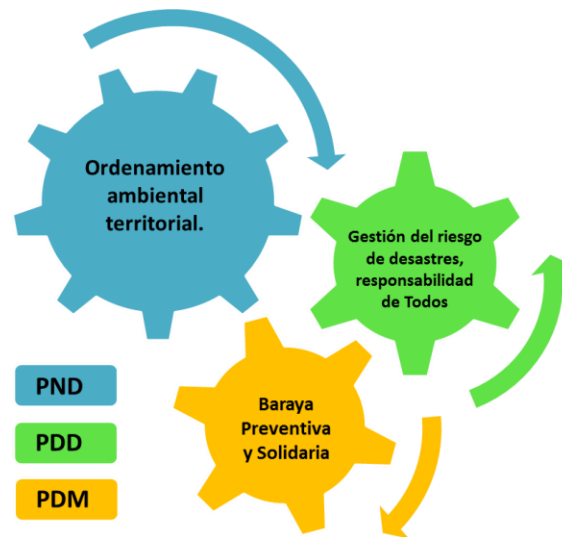 Ordenamiento
ambiental
territorial.
Gestión del riesgo
de desastres,
responsabilidad
de Todos
Baraya
Preventiva
y Solidaria
PND
PDD
PDM